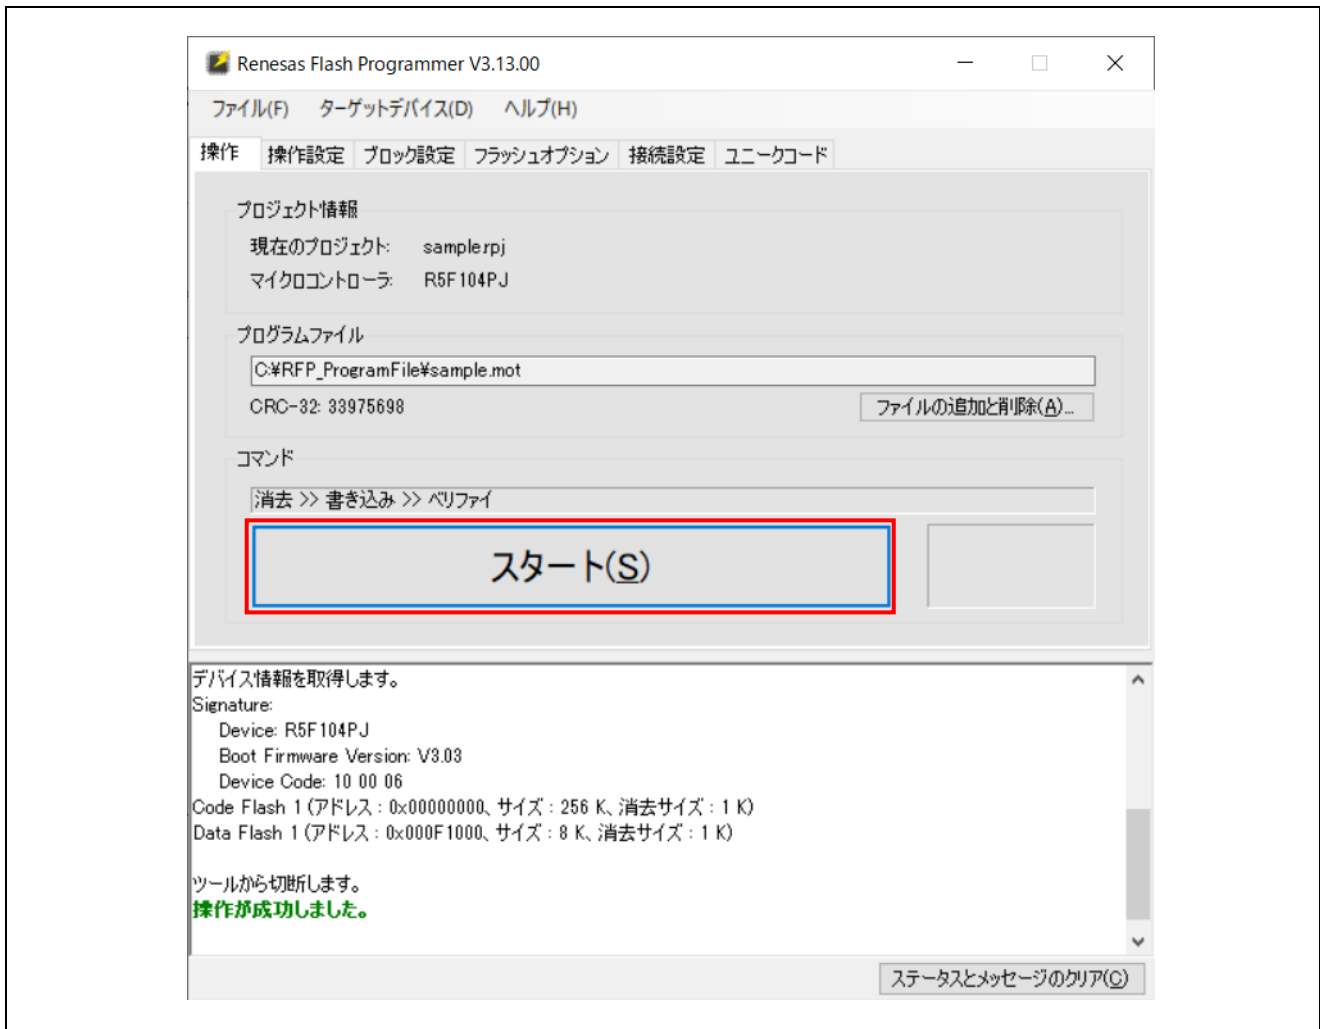 Renesas Flash Programmer V3.13.00
ファイル(F) ターゲットデバイス(D) ヘルプ(H)
操作 操作設定 ブロック設定 フラッシュオプション 接続設定 ユニークコード
プロジェクト情報
現在のプロジェクト: sample.rpj
マイクロコントローラ: R5F104PJ
プログラムファイル
C:¥RFP_ProgramFile¥sample.mot
CRC-32: 33975698 ファイルの追加と削除(A)...
コマンド
消去 >> 書き込み >> ベリファイ
スタート(S)
デバイス情報を取得します。
Signature:
Device: R5F104PJ
Boot Firmware Version: V3.03
Device Code: 10 00 06
Code Flash 1 (アドレス : 0x00000000、サイズ : 256 K、消去サイズ : 1 K)
Data Flash 1 (アドレス : 0x000F1000、サイズ : 8 K、消去サイズ : 1 K)
ツールから切断します。
操作が成功しました。
ステータスとメッセージのクリア(C)